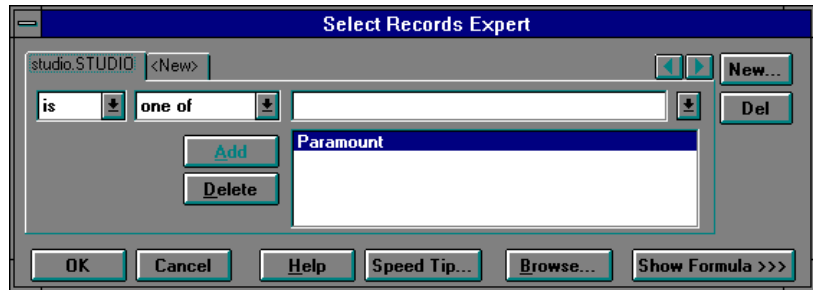 Select Records Expert
studio.STUDIO <New> New...
is one of Del
Add Paramount
Delete
OK Cancel Help Speed Tip... Browse... Show Formula >>>